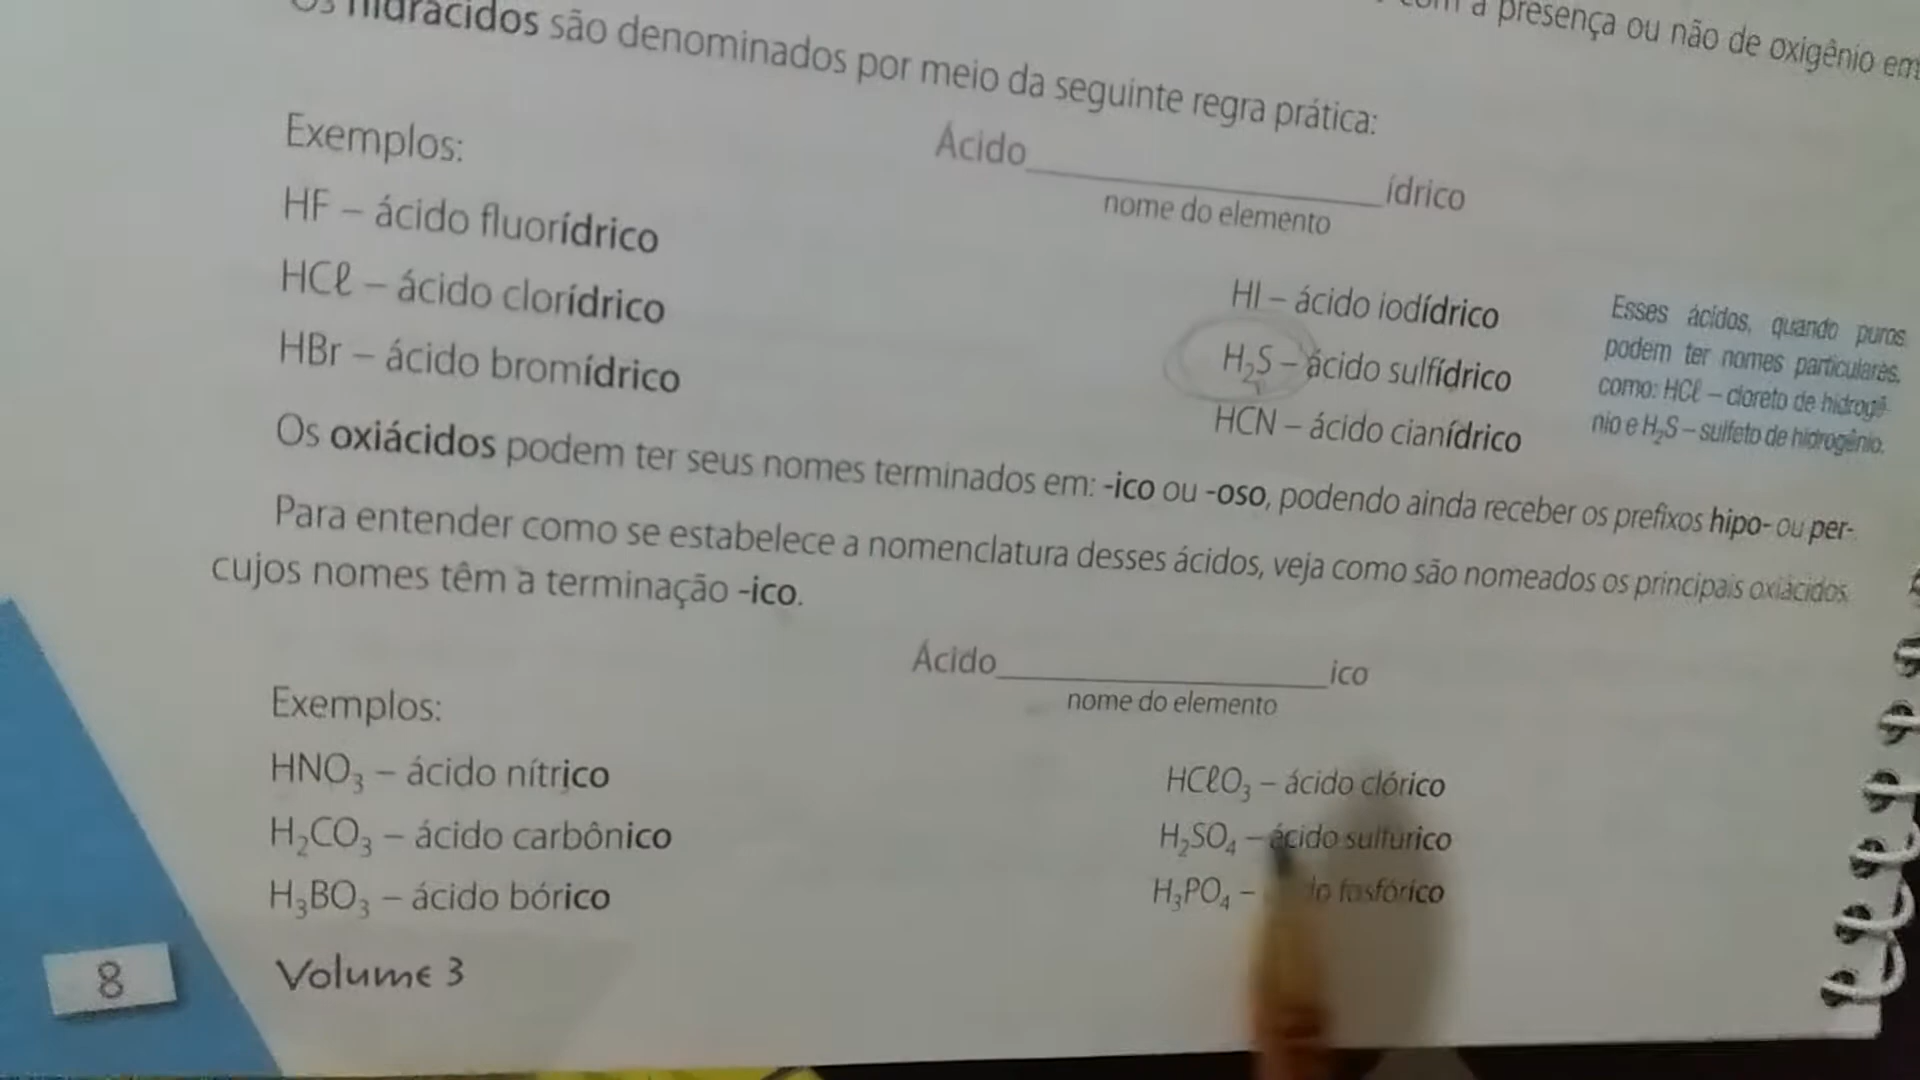 com a presença ou não de oxigênio em
Os hidrácidos são denominados por meio da seguinte regra prática:
Ácido____________ídrico
nome do elemento
Exemplos:
HF – ácido fluorídrico
HCℓ – ácido clorídrico
HBr – ácido bromídrico
HI – ácido iodídrico
H₂S – ácido sulfídrico
HCN – ácido cianídrico
Esses ácidos, quando puros,
podem ter nomes particulares,
como: HCℓ – cloreto de hidrogê-
nio e H₂S – sulfeto de hidrogênio.
Os oxiácidos podem ter seus nomes terminados em: -ico ou -oso, podendo ainda receber os prefixos hipo- ou per-.
Para entender como se estabelece a nomenclatura desses ácidos, veja como são nomeados os principais oxiácidos
cujos nomes têm a terminação -ico.
Ácido____________ico
nome do elemento
Exemplos:
HNO₃ – ácido nítrico
H₂CO₃ – ácido carbônico
H₃BO₃ – ácido bórico
HCℓO₃ – ácido clórico
H₂SO₄ – ácido sulfúrico
H₃PO₄ – fosfórico
8
Volume 3